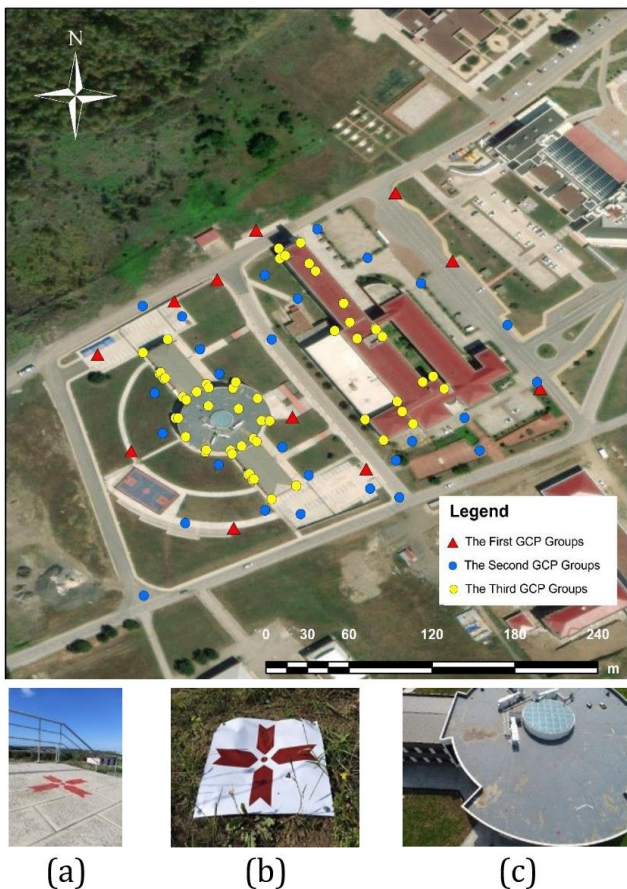 N
Legend
The First GCP Groups
The Second GCP Groups
The Third GCP Groups
0 30 60 120 180 240
m
(a)
(b)
(c)